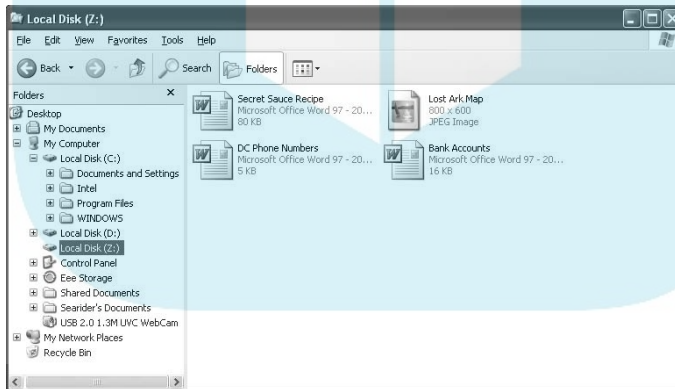 Local Disk (Z:)
File Edit View Favorites Tools Help
Back Search Folders
Folders
Desktop
My Documents
My Computer
Local Disk (C:)
Documents and Settings
Intel
Program Files
WINDOWS
Local Disk (D:)
Local Disk (Z:)
Control Panel
Eee Storage
Shared Documents
Searider's Documents
USB 2.0 1.3M UVC WebCam
My Network Places
Recycle Bin
Secret Sauce Recipe
Microsoft Office Word 97 - 20...
80 KB
Lost Ark Map
800 x 600
JPEG Image
DC Phone Numbers
Microsoft Office Word 97 - 20...
5 KB
Bank Accounts
Microsoft Office Word 97 - 20...
16 KB